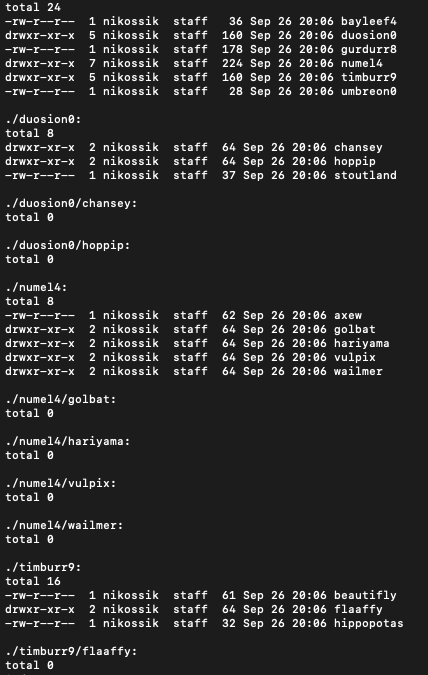 total 24
-rw-r--r--  1 nikossik  staff   36 Sep 26 20:06 bayleef4
drwxr-xr-x  5 nikossik  staff  160 Sep 26 20:06 duosion0
-rw-r--r--  1 nikossik  staff  178 Sep 26 20:06 gurdurr8
drwxr-xr-x  7 nikossik  staff  224 Sep 26 20:06 numel4
drwxr-xr-x  5 nikossik  staff  160 Sep 26 20:06 timburr9
-rw-r--r--  1 nikossik  staff   28 Sep 26 20:06 umbreon0

./duosion0:
total 8
drwxr-xr-x  2 nikossik  staff  64 Sep 26 20:06 chansey
drwxr-xr-x  2 nikossik  staff  64 Sep 26 20:06 hoppip
-rw-r--r--  1 nikossik  staff  37 Sep 26 20:06 stoutland

./duosion0/chansey:
total 0

./duosion0/hoppip:
total 0

./numel4:
total 8
-rw-r--r--  1 nikossik  staff  62 Sep 26 20:06 axew
drwxr-xr-x  2 nikossik  staff  64 Sep 26 20:06 golbat
drwxr-xr-x  2 nikossik  staff  64 Sep 26 20:06 hariyama
drwxr-xr-x  2 nikossik  staff  64 Sep 26 20:06 vulpix
drwxr-xr-x  2 nikossik  staff  64 Sep 26 20:06 wailmer

./numel4/golbat:
total 0

./numel4/hariyama:
total 0

./numel4/vulpix:
total 0

./numel4/wailmer:
total 0

./timburr9:
total 16
-rw-r--r--  1 nikossik  staff  61 Sep 26 20:06 beautifly
drwxr-xr-x  2 nikossik  staff  64 Sep 26 20:06 flaaffy
-rw-r--r--  1 nikossik  staff  32 Sep 26 20:06 hippopotas

./timburr9/flaaffy:
total 0